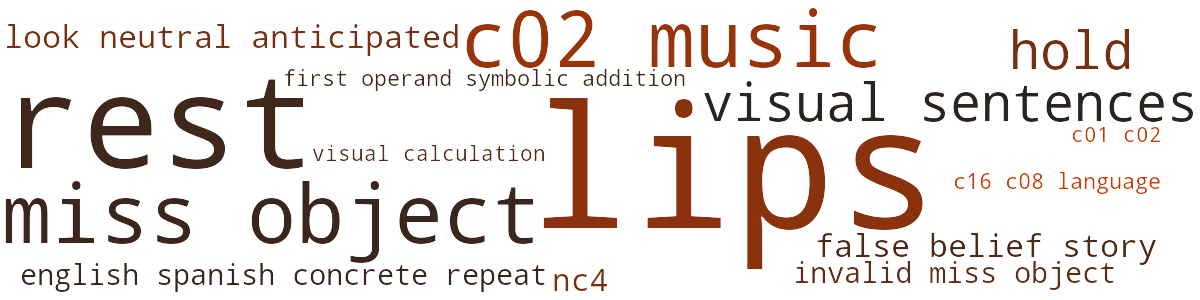 look neutral anticipated
c02 music
hold
first operand symbolic addition
rest
lips
visual sentences
c01 c02
visual calculation
c16 c08 language
miss object
false belief story
english spanish concrete repeat
nc4
invalid miss object